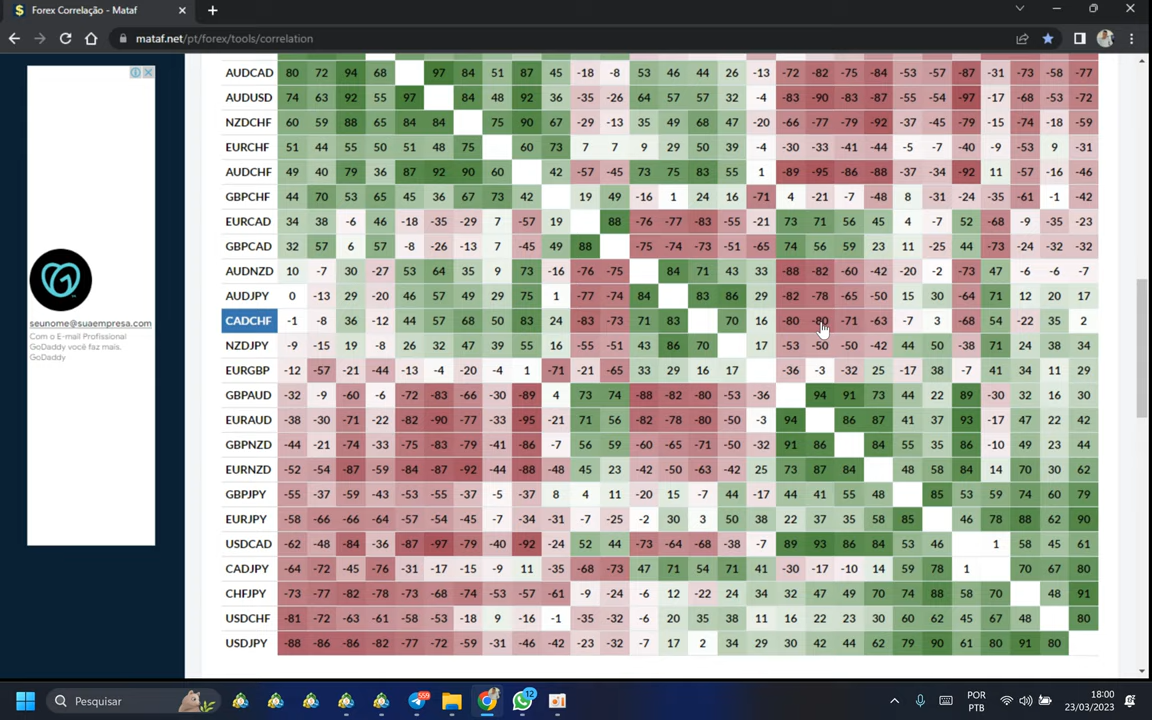 Forex Correlação - Mataf
mataf.net/pt/forex/tools/correlation
AUDCAD 80 72 94 68 97 84 51 87 45 -18 -8 53 46 44 26 -13 -72 -82 -75 -84 -53 -57 -87 -31 -73 -58 -77
AUDUSD 74 63 92 55 97 84 48 92 36 -35 -26 64 57 57 32 -4 -83 -90 -83 -87 -55 -54 -97 -17 -68 -53 -72
NZDCHF 60 59 88 65 84 84 75 90 67 -29 -13 35 49 68 47 -20 -66 -77 -79 -92 -37 -45 -79 -15 -74 -18 -59
EURCHF 51 44 55 50 51 48 75 60 73 7 7 9 29 50 39 -4 -30 -33 -41 -44 -5 -7 -40 -9 -53 9 -31
AUDCHF 49 40 79 36 87 92 90 60 42 -57 -45 73 75 83 55 1 -89 -95 -86 -88 -37 -34 -92 11 -57 -16 -46
GBPCHF 44 70 53 65 45 36 67 73 42 19 49 -16 1 24 16 -71 4 -21 -7 -48 8 -31 -24 -35 -61 -1 -42
EURCAD 34 38 -6 46 -18 -35 -29 7 -57 19 88 -76 -77 -83 -55 -21 73 71 56 45 4 -7 52 -68 -9 -35 -23
GBPCAD 32 57 6 57 -8 -26 -13 7 -45 49 88 -75 -74 -73 -51 -65 74 56 59 23 11 -25 44 -73 -24 -32 -32
AUDNZD 10 -7 30 -27 53 64 35 9 73 -16 -76 -75 84 71 43 33 -88 -82 -60 -42 -20 -2 -73 47 -6 -6 -7
AUDJPY 0 -13 29 -20 46 57 49 29 75 1 -77 -74 84 83 86 29 -82 -78 -65 -50 15 30 -64 71 12 20 17
CADCHF -1 -8 36 -12 44 57 68 50 83 24 -83 -73 71 83 70 16 -80 -80 -71 -63 -7 3 -68 54 -22 35 2
NZDJPY -9 -15 19 -8 26 32 47 39 55 16 -55 -51 43 86 70 17 -53 -50 -50 -42 44 50 -38 71 24 38 34
EURGBP -12 -57 -21 -44 -13 -4 -20 -4 1 -71 -21 -65 33 29 16 17 -36 -3 -32 25 -17 38 -7 41 34 11 29
GBPAUD -32 -9 -60 -6 -72 -83 -66 -30 -89 4 73 74 -88 -82 -80 -53 -36 94 91 73 44 22 89 -30 32 16 30
EURAUD -38 -30 -71 -22 -82 -90 -77 -33 -95 -21 71 56 -82 -78 -80 -50 -3 94 86 87 41 37 93 -17 47 22 42
GBPNZD -44 -21 -74 -33 -75 -83 -79 -41 -86 -7 56 59 -60 -65 -71 -50 -32 91 86 84 55 35 86 -10 49 23 44
EURNZD -52 -54 -87 -59 -84 -87 -92 -44 -88 -48 45 23 -42 -50 -63 -42 25 73 87 84 48 58 84 14 70 30 62
GBPJPY -55 -37 -59 -43 -53 -55 -37 -5 -37 8 4 11 -20 15 -7 44 -17 44 41 55 48 85 53 59 74 60 79
EURJPY -58 -66 -66 -64 -57 -54 -45 -7 -34 -31 -7 -25 -2 30 3 50 38 22 37 35 58 85 46 78 88 62 90
USDCAD -62 -48 -84 -36 -87 -97 -79 -40 -92 -24 52 44 -73 -64 -68 -38 -7 89 93 86 84 53 46 1 58 45 61
CADJPY -64 -72 -45 -76 -31 -17 -15 -9 11 -35 -68 -73 47 71 54 71 41 -30 -17 -10 14 59 78 1 70 67 80
CHFJPY -73 -77 -82 -78 -73 -68 -74 -53 -57 -61 -9 -24 -6 12 -22 24 34 32 47 49 70 74 88 58 70 48 91
USDCHF -81 -72 -63 -61 -58 -53 -18 9 -16 -1 -35 -32 -6 20 35 38 11 16 22 23 30 60 62 45 67 48 80
USDJPY -88 -86 -86 -82 -77 -72 -59 -31 -46 -42 -23 -32 -7 17 2 34 29 30 42 44 62 79 90 61 80 91 80
seunome@suaempresa.com
Com o E-mail Profissional
GoDaddy você faz mais.
GoDaddy
Pesquisar
559
12
POR
PTB
18:00
23/03/2023